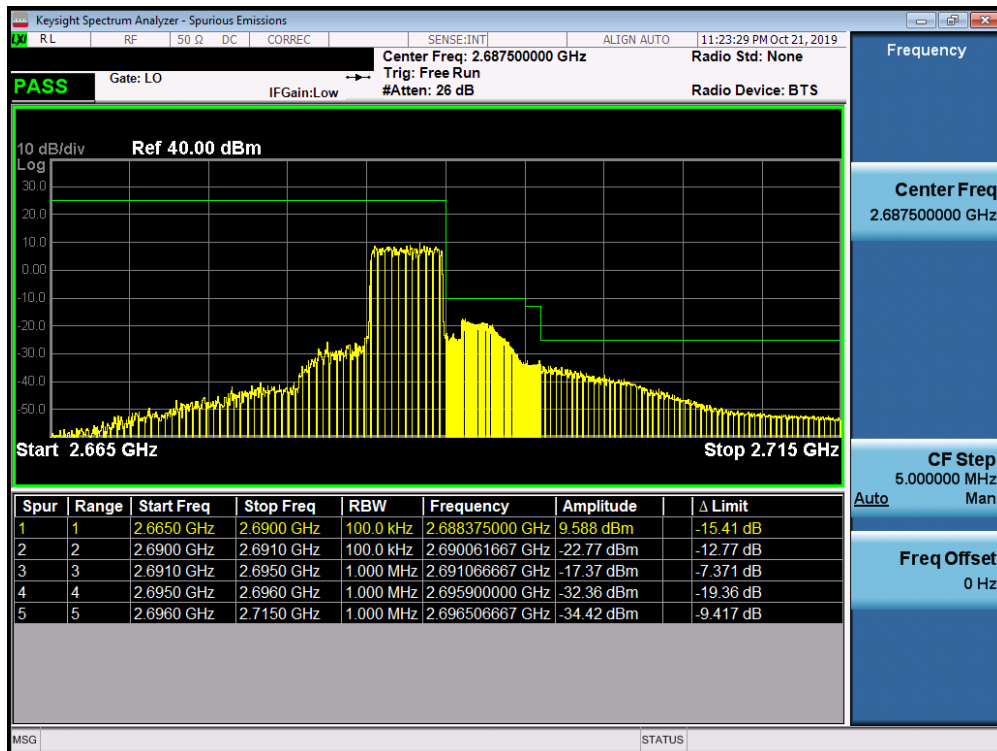 Keysight Spectrum Analyzer - Spurious Emissions
LXI RL RF 50 Ω DC CORREC SENSE:INT ALIGN AUTO 11:23:29 PM Oct 21, 2019
Center Freq: 2.687500000 GHz Radio Std: None
Gate: LO Trig: Free Run
PASS IFGain:Low #Atten: 26 dB Radio Device: BTS
Frequency
10 dB/div Ref 40.00 dBm
Log
30.0
20.0
10.0
0.00
-10.0
-20.0
-30.0
-40.0
-50.0
Start 2.665 GHz Stop 2.715 GHz
Spur Range Start Freq Stop Freq RBW Frequency Amplitude Δ Limit
1 1 2.6650 GHz 2.6900 GHz 100.0 kHz 2.688375000 GHz 9.588 dBm -15.41 dB
2 2 2.6900 GHz 2.6910 GHz 100.0 kHz 2.690061667 GHz -22.77 dBm -12.77 dB
3 3 2.6910 GHz 2.6950 GHz 1.000 MHz 2.691066667 GHz -17.37 dBm -7.371 dB
4 4 2.6950 GHz 2.6960 GHz 1.000 MHz 2.695900000 GHz -32.36 dBm -19.36 dB
5 5 2.6960 GHz 2.7150 GHz 1.000 MHz 2.696506667 GHz -34.42 dBm -9.417 dB
Center Freq
2.687500000 GHz
CF Step
5.000000 MHz
Auto Man
Freq Offset
0 Hz
MSG STATUS